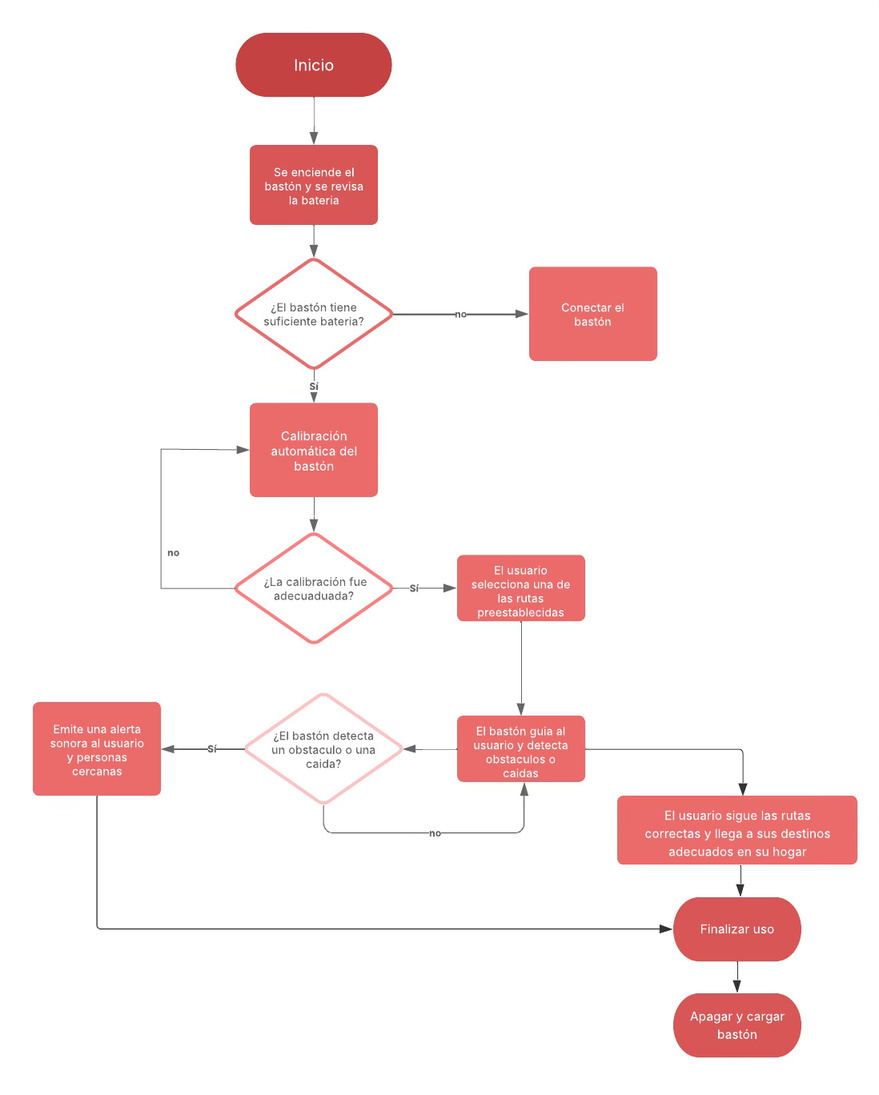 Inicio
Se enciende el
bastón y se revisa
la bateria
¿El bastón tiene
suficiente bateria?
no
Conectar el
bastón
Sí
Calibración
automática del
bastón
no
¿La calibración fue
adecuaduada?
Sí
El usuario
selecciona una de
las rutas
preestablecidas
Emite una alerta
sonora al usuario
y personas
cercanas
Sí
¿El bastón detecta
un obstaculo o una
caida?
El bastón guia al
usuario y detecta
obstaculos o
caidas
no
El usuario sigue las rutas
correctas y llega a sus destinos
adecuados en su hogar
Finalizar uso
Apagar y cargar
bastón